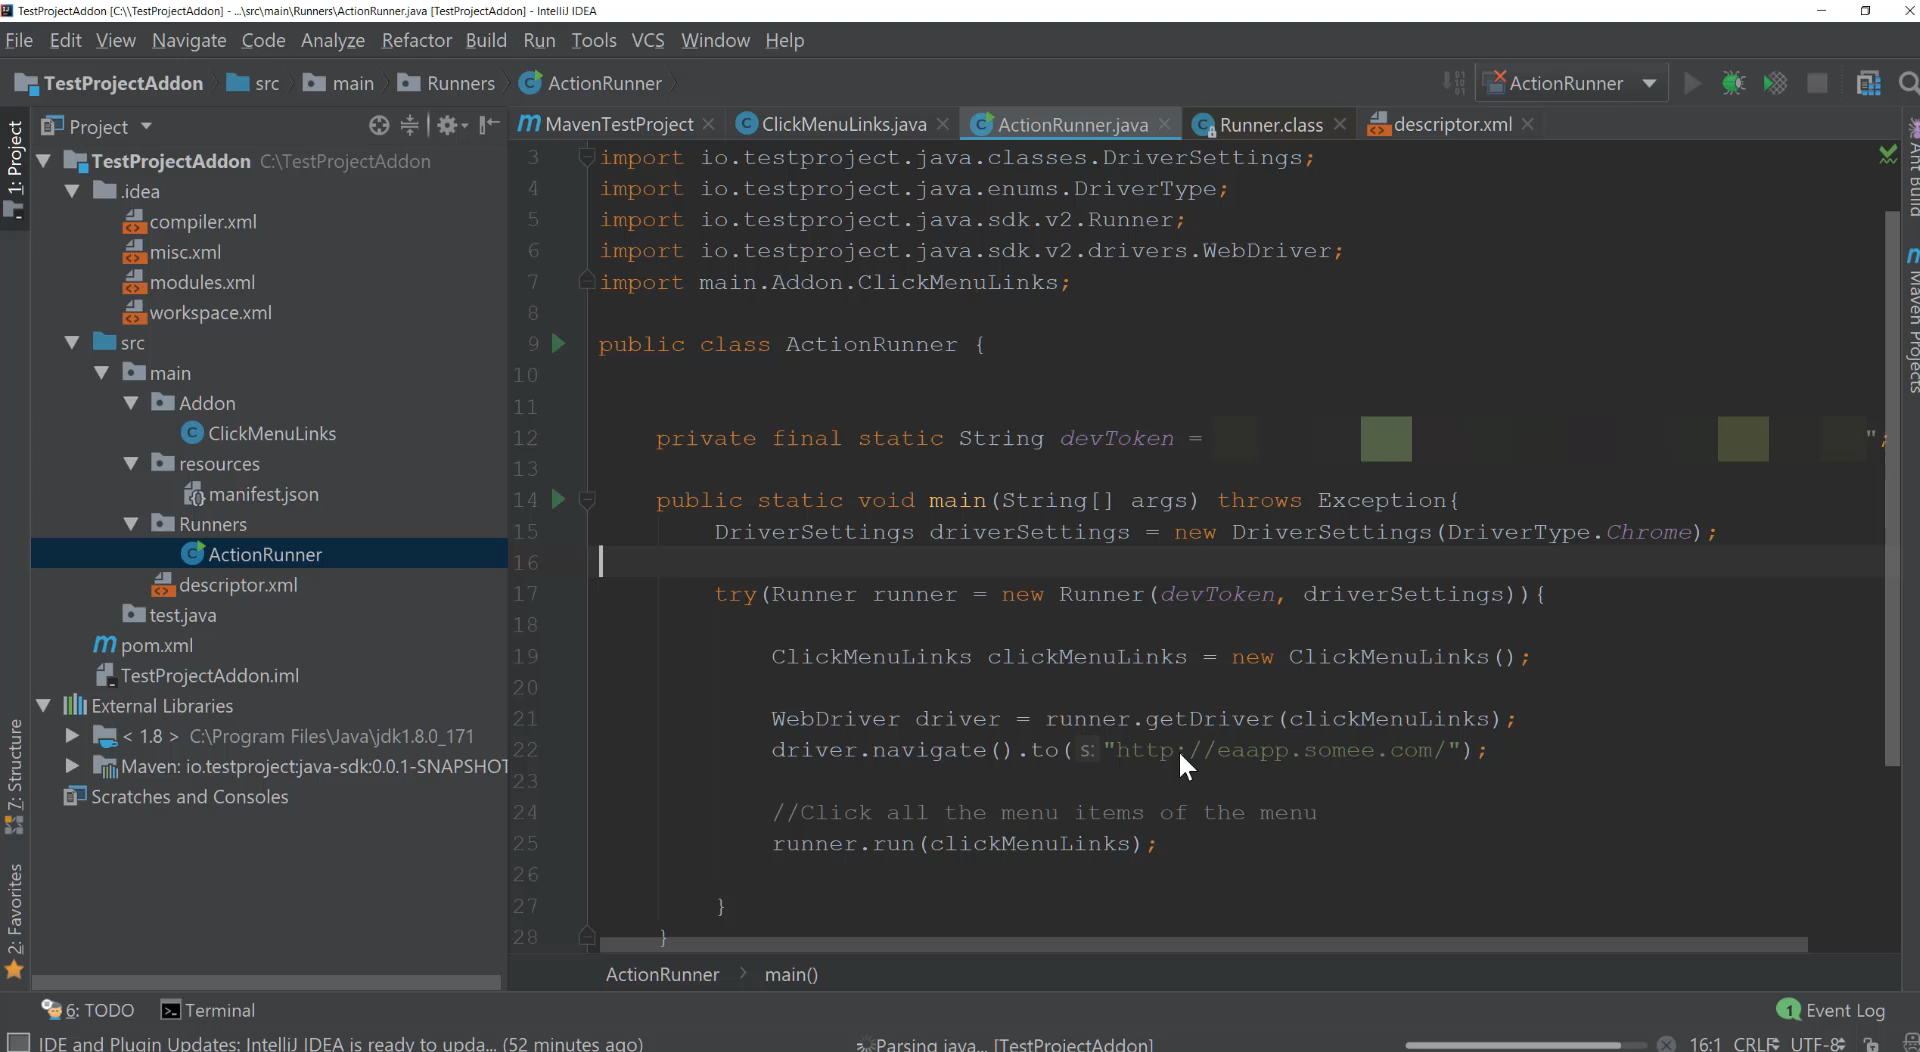 TestProjectAddon [C:\\TestProjectAddon] - ...\src\main\Runners\ActionRunner.java [TestProjectAddon] - IntelliJ IDEA
File Edit View Navigate Code Analyze Refactor Build Run Tools VCS Window Help
TestProjectAddon src main Runners ActionRunner
ActionRunner
Project
MavenTestProject ClickMenuLinks.java ActionRunner.java Runner.class descriptor.xml
1: Project
7: Structure
2: Favorites
TestProjectAddon C:\TestProjectAddon
.idea
compiler.xml
misc.xml
modules.xml
workspace.xml
src
main
Addon
ClickMenuLinks
resources
manifest.json
Runners
ActionRunner
descriptor.xml
test.java
pom.xml
TestProjectAddon.iml
External Libraries
< 1.8 > C:\Program Files\Java\jdk1.8.0_171
Maven: io.testproject:java-sdk:0.0.1-SNAPSHOT
Scratches and Consoles
3 import io.testproject.java.classes.DriverSettings;
4 import io.testproject.java.enums.DriverType;
5 import io.testproject.java.sdk.v2.Runner;
6 import io.testproject.java.sdk.v2.drivers.WebDriver;
7 import main.Addon.ClickMenuLinks;
8
9 public class ActionRunner {
10
11
12 private final static String devToken = ";
13
14 public static void main(String[] args) throws Exception{
15 DriverSettings driverSettings = new DriverSettings(DriverType.Chrome);
16
17 try(Runner runner = new Runner(devToken, driverSettings)){
18
19 ClickMenuLinks clickMenuLinks = new ClickMenuLinks();
20
21 WebDriver driver = runner.getDriver(clickMenuLinks);
22 driver.navigate().to( s: "http://eaapp.somee.com/");
23
24 //Click all the menu items of the menu
25 runner.run(clickMenuLinks);
26
27 }
28 }
ActionRunner main()
Ant Build
Maven Projects
6: TODO Terminal
1 Event Log
IDE and Plugin Updates: IntelliJ IDEA is ready to upda... (52 minutes ago)
Parsing java... [TestProjectAddon]
16:1 CRLF UTF-8